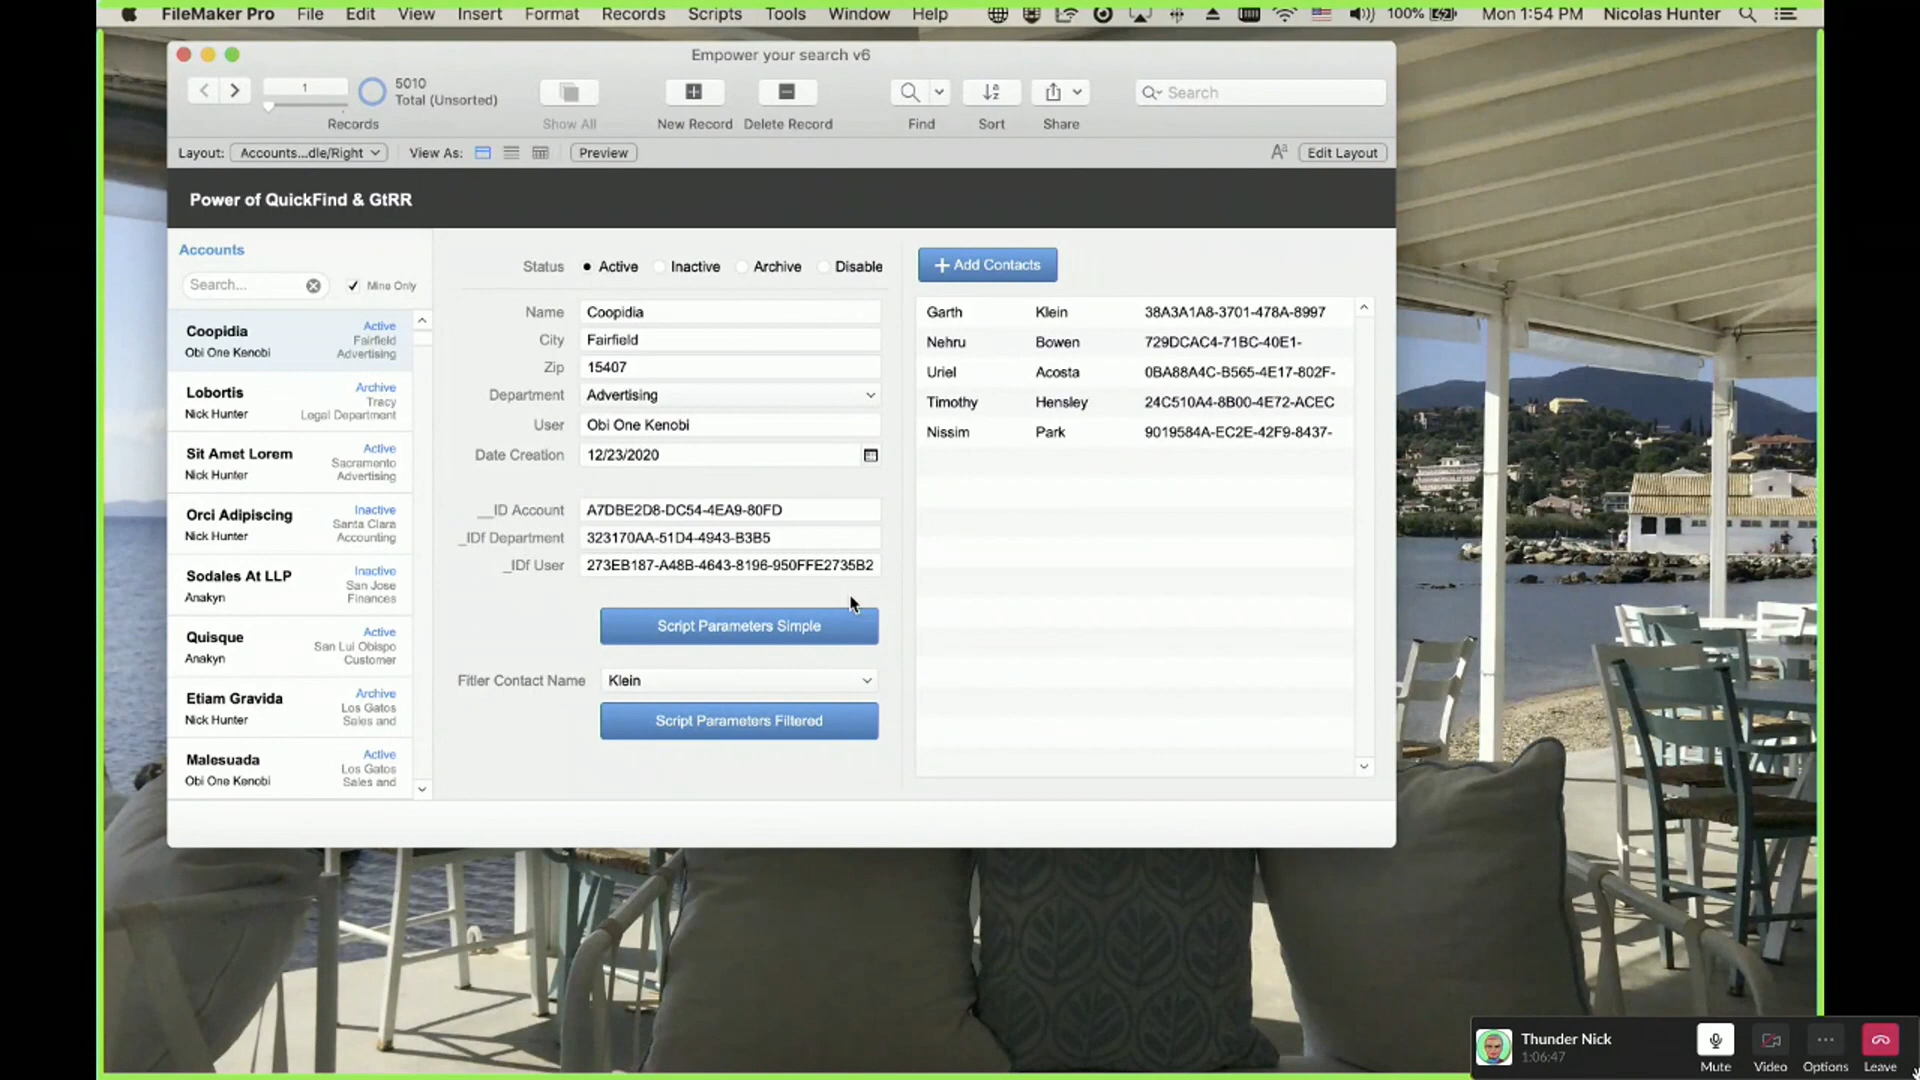 FileMaker Pro File Edit View Insert Format Records Scripts Tools Window Help 100% Mon 1:54 PM Nicolas Hunter
Empower your search v6
1
5010
Total (Unsorted)
Records
Show All
New Record
Delete Record
Find
Sort
Share
Search
Layout: Accounts...dle/Right View As: Preview Aa Edit Layout
Power of QuickFind & GtRR
Accounts
Search...
Mine Only
Coopidia
Active
Fairfield
Obi One Kenobi
Advertising
Lobortis
Archive
Tracy
Nick Hunter
Legal Department
Sit Amet Lorem
Active
Sacramento
Nick Hunter
Advertising
Orci Adipiscing
Inactive
Santa Clara
Nick Hunter
Accounting
Sodales At LLP
Inactive
San Jose
Anakyn
Finances
Quisque
Active
San Lui Obispo
Anakyn
Customer
Etiam Gravida
Archive
Los Gatos
Nick Hunter
Sales and
Malesuada
Active
Los Gatos
Obi One Kenobi
Sales and
Status Active Inactive Archive Disable
Name Coopidia
City Fairfield
Zip 15407
Department Advertising
User Obi One Kenobi
Date Creation 12/23/2020
__ID Account A7DBE2D8-DC54-4EA9-80FD
_IDf Department 323170AA-51D4-4943-B3B5
_IDf User 273EB187-A48B-4643-8196-950FFE2735B2
Script Parameters Simple
Fitler Contact Name Klein
Script Parameters Filtered
+ Add Contacts
Garth Klein 38A3A1A8-3701-478A-8997
Nehru Bowen 729DCAC4-71BC-40E1-
Uriel Acosta 0BA88A4C-B565-4E17-802F-
Timothy Hensley 24C510A4-8B00-4E72-ACEC
Nissim Park 9019584A-EC2E-42F9-8437-
Thunder Nick
1:06:47
Mute Video Options Leave